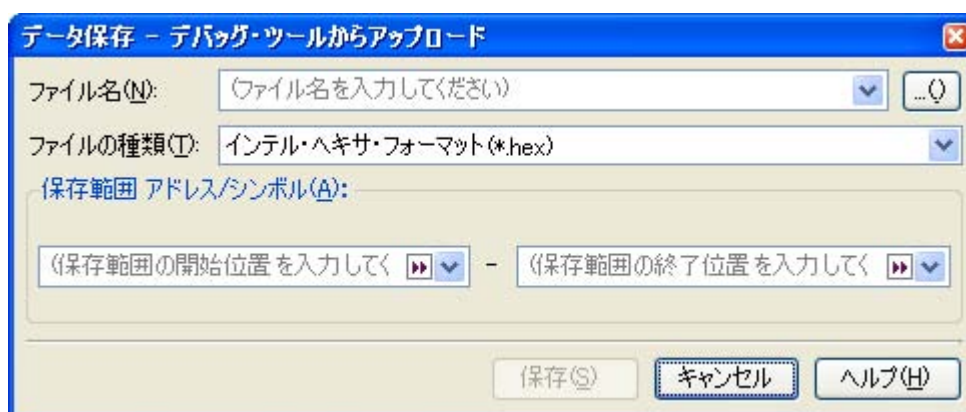 データ保存 - デバッグ・ツールからアップロード
ファイル名(N): (ファイル名を入力してください) ...()
ファイルの種類(T): インテル・ヘキサ・フォーマット(*.hex)
保存範囲 アドレス/シンボル(A):
(保存範囲の開始位置を入力してく - (保存範囲の終了位置を入力してく
保存(S) キャンセル ヘルプ(H)